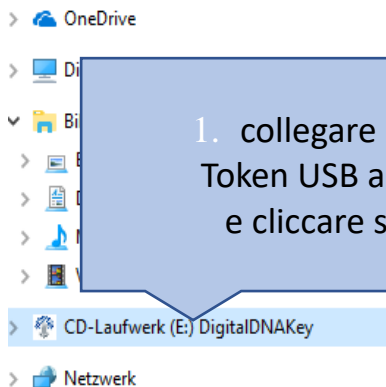 OneDrive
Di
1. collegare
Bi
Token USB a
e cliccare s
CD-Laufwerk (E:) DigitalDNAKey
Netzwerk